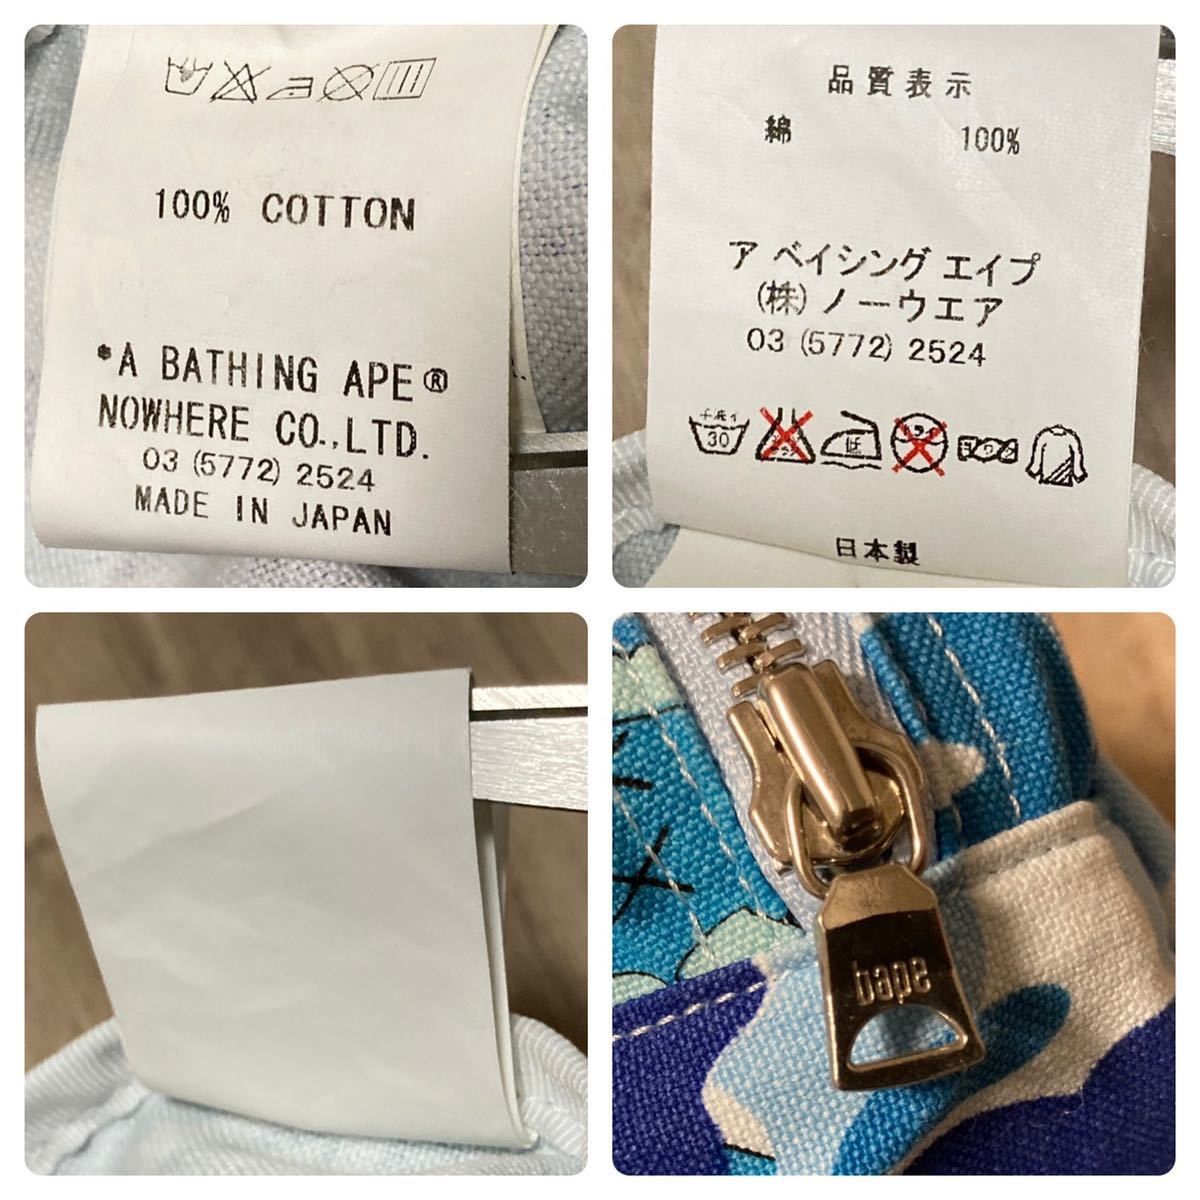 100% COTTON
*A BATHING APE®
NOWHERE CO.,LTD.
03 (5772) 2524
MADE IN JAPAN
品質表示
綿 100%
ア ベイシング エイプ
(株) ノーウエア
03 (5772) 2524
30 低
日本製
bape